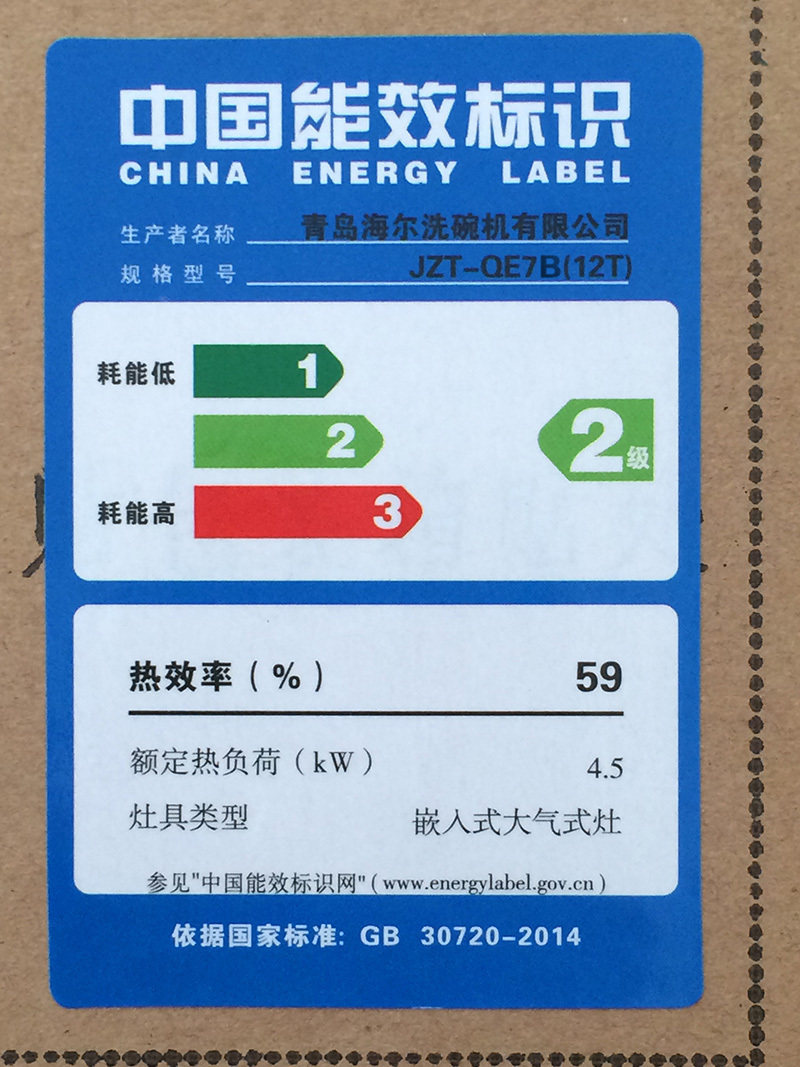 中国能效标识
CHINA ENERGY LABEL
生产者名称 青岛海尔洗碗机有限公司
规格型号 JZT-QE7B(12T)
耗能低 1
2 2级
耗能高 3
热效率(%) 59
额定热负荷(kW) 4.5
灶具类型 嵌入式大气式灶
参见"中国能效标识网"(www.energylabel.gov.cn)
依据国家标准: GB 30720-2014